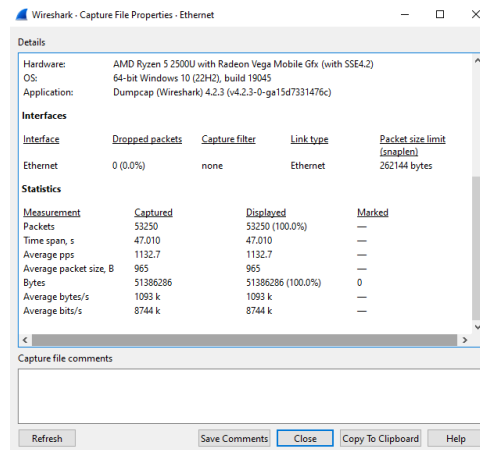 Wireshark - Capture File Properties - Ethernet
Details
Hardware: AMD Ryzen 5 2500U with Radeon Vega Mobile Gfx (with SSE4.2)
OS: 64-bit Windows 10 (22H2), build 19045
Application: Dumpcap (Wireshark) 4.2.3 (v4.2.3-0-ga15d7331476c)
Interfaces
Interface Dropped packets Capture filter Link type Packet size limit
(snaplen)
Ethernet 0 (0.0%) none Ethernet 262144 bytes
Statistics
Measurement Captured Displayed Marked
Packets 53250 53250 (100.0%) —
Time span, s 47.010 47.010 —
Average pps 1132.7 1132.7 —
Average packet size, B 965 965 —
Bytes 51386286 51386286 (100.0%) 0
Average bytes/s 1093 k 1093 k —
Average bits/s 8744 k 8744 k —
Capture file comments
Refresh Save Comments Close Copy To Clipboard Help